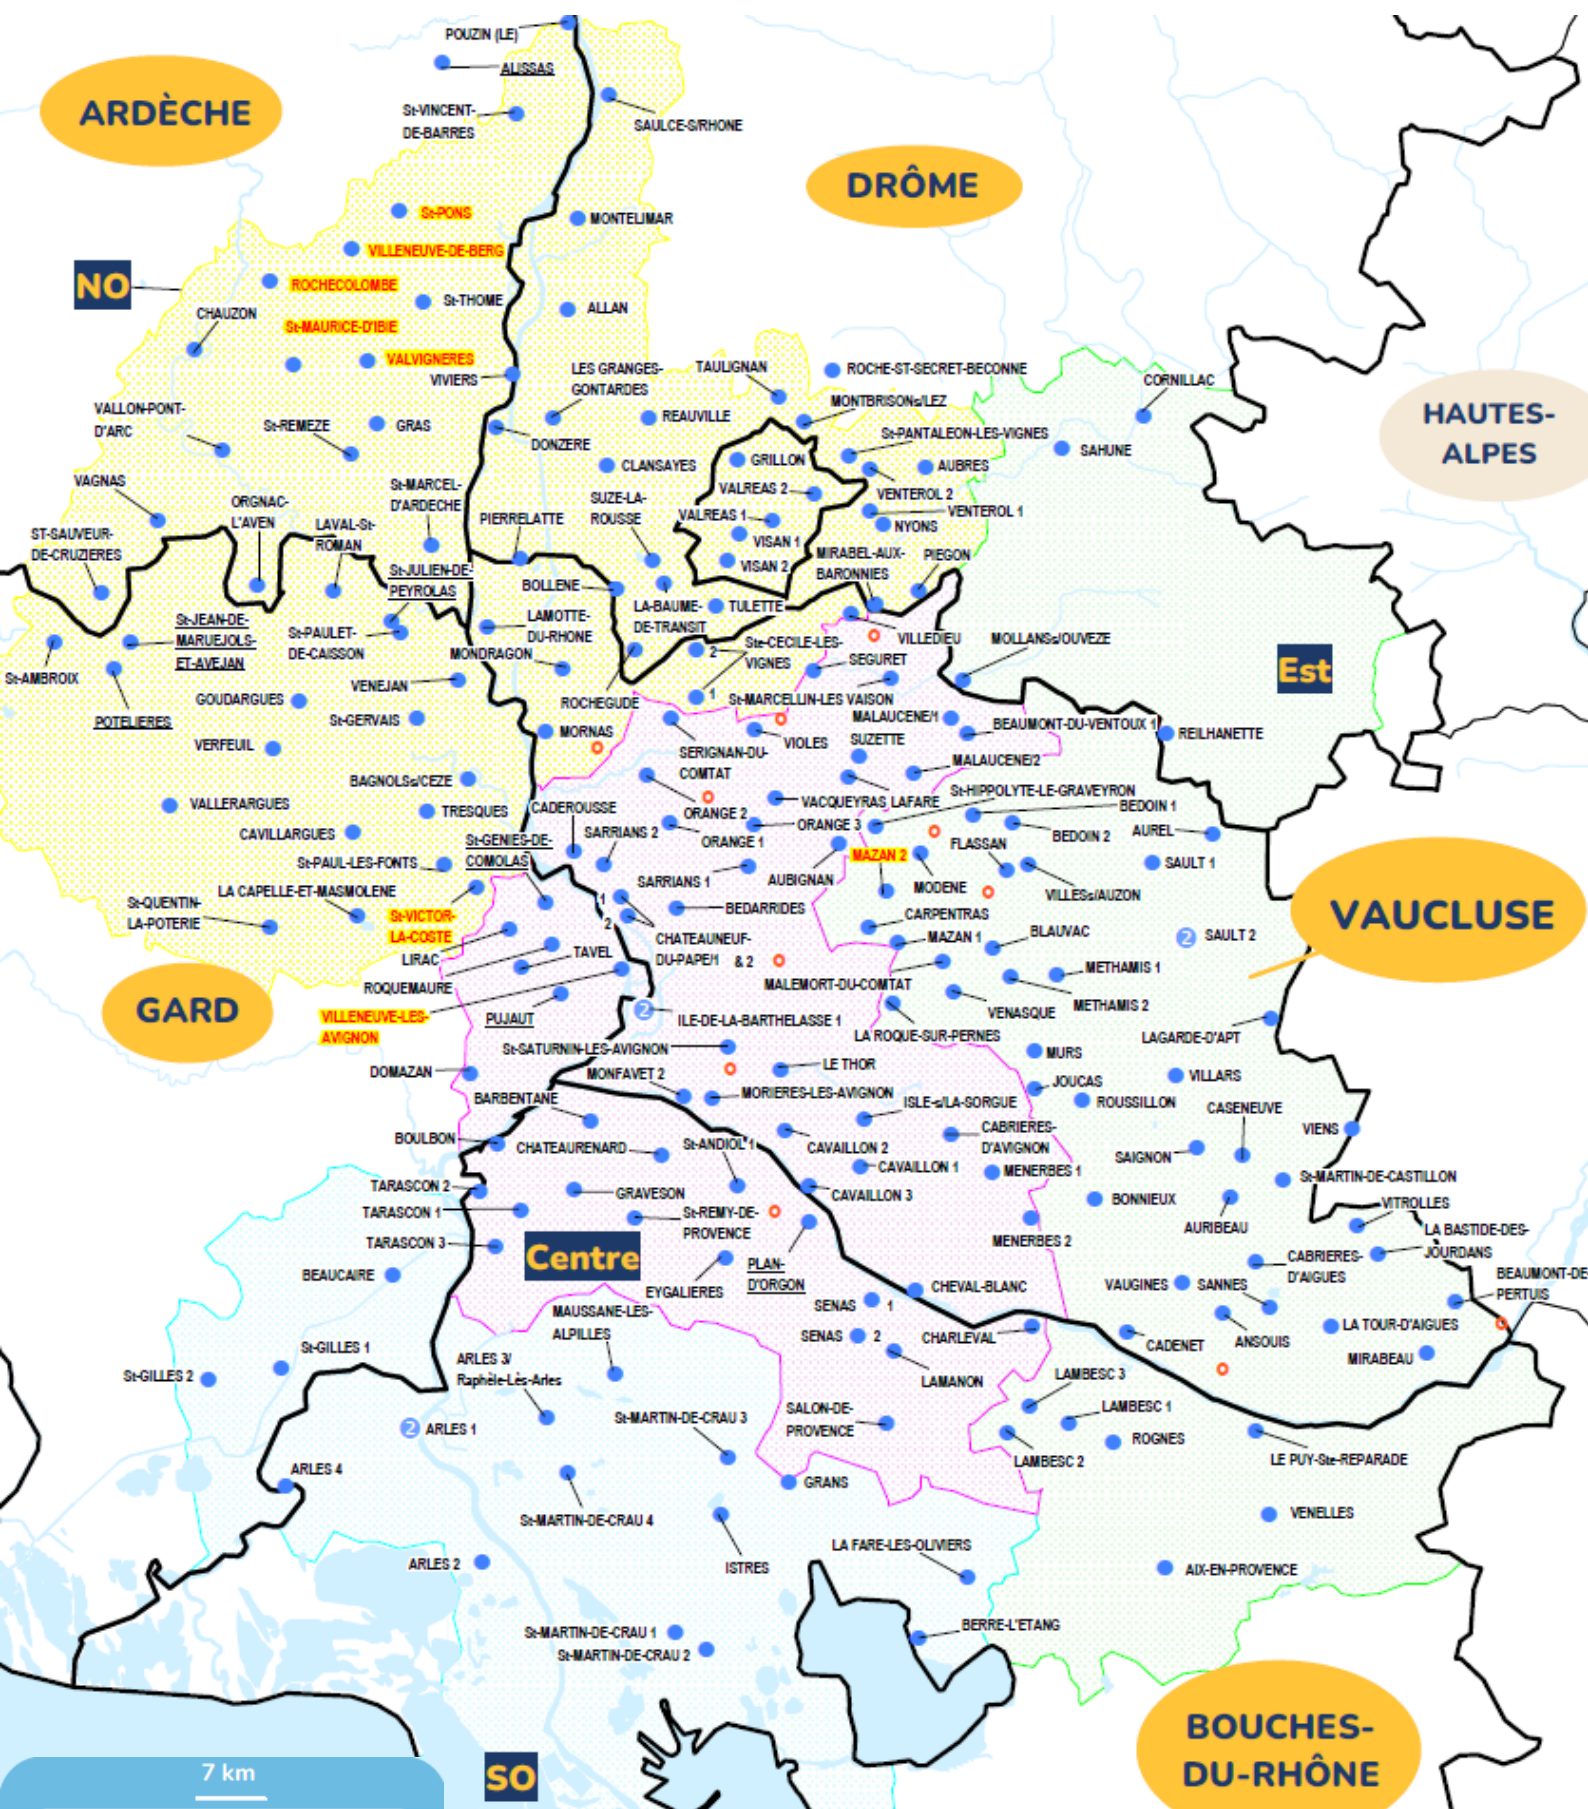 POUZIN (LE)
ALISSAS
ARDÈCHE
St-VINCENT-
DE-BARRES
SAULCE-S/RHONE
DRÔME
St-PONS
MONTELIMAR
VILLENEUVE-DE-BERG
NO
ROCHECOLOMBE
St-THOME
CHAUZON
ALLAN
St-MAURICE-D'IBIE
VALVIGNERES
VIVIERS
LES GRANGES-
GONTARDES
TAULIGNAN
ROCHE-ST-SECRET-BECONNE
CORNILLAC
MONTBRISONs/LEZ
HAUTES-
ALPES
VALLON-PONT-
D'ARC
St-REMEZE
GRAS
REAUVILLE
DONZERE
St-PANTALEON-LES-VIGNES
SAHUNE
CLANSAYES
GRILLON
AUBRES
VAGNAS
ORGNAC-
L'AVEN
St-MARCEL-
D'ARDECHE
SUZE-LA-
ROUSSE
VALREAS 2
VENTEROL 2
VENTEROL 1
LAVAL-St-
ROMAN
PIERRELATTE
VALREAS 1
NYONS
ST-SAUVEUR-
DE-CRUZIERES
VISAN 1
VISAN 2
MIRABEL-AUX-
BARONNIES
PIEGON
St-JULIEN-DE-
PEYROLAS
BOLLENE
LA-BAUME-
DE-TRANSIT
TULETTE
St-JEAN-DE-
MARUEJOLS-
ET-AVEJAN
St-PAULET-
DE-CAISSON
LAMOTTE-
DU-RHONE
VILLEDIEU
MOLLANSs/OUVEZE
Ste-CECILE-LES-
VIGNES
2
MONDRAGON
SEGURET
Est
St-AMBROIX
VENEJAN
1
St-MARCELLIN-LES VAISON
GOUDARGUES
ROCHEGUDE
POTELIERES
St-GERVAIS
MORNAS
MALAUCENE/1
BEAUMONT-DU-VENTOUX 1
REILHANETTE
VERFEUIL
SERIGNAN-DU-
COMTAT
VIOLES
SUZETTE
MALAUCENE/2
BAGNOLSs/CEZE
St-HIPPOLYTE-LE-GRAVEYRON
VALLERARGUES
TRESQUES
CADEROUSSE
ORANGE 2
VACQUEYRAS
LAFARE
BEDOIN 1
CAVILLARGUES
SARRIANS 2
ORANGE 3
BEDOIN 2
AUREL
St-GENIES-DE-
COMOLAS
ORANGE 1
FLASSAN
MAZAN 2
St-PAUL-LES-FONTS
SAULT 1
SARRIANS 1
AUBIGNAN
MODENE
LA CAPELLE-ET-MASMOLENE
VILLESs/AUZON
St-QUENTIN-
LA-POTERIE
1
BEDARRIDES
CARPENTRAS
VAUCLUSE
St-VICTOR-
LA-COSTE
2
BLAUVAC
MAZAN 1
2
SAULT 2
CHATEAUNEUF-
DU-PAPE/1 & 2
LIRAC
TAVEL
METHAMIS 1
ROQUEMAURE
MALEMORT-DU-COMTAT
METHAMIS 2
GARD
VILLENEUVE-LES-
AVIGNON
PUJAUT
2
ILE-DE-LA-BARTHELASSE 1
VENASQUE
LA ROQUE-SUR-PERNES
LAGARDE-D'APT
St-SATURNIN-LES-AVIGNON
MURS
DOMAZAN
MONFAVET 2
LE THOR
VILLARS
JOUCAS
BARBENTANE
MORIERES-LES-AVIGNON
ISLE-s/LA-SORGUE
ROUSSILLON
CASENEUVE
BOULBON
CHATEAURENARD
St-ANDIOL 1
CAVAILLON 2
CABRIERES-
D'AVIGNON
VIENS
SAIGNON
CAVAILLON 1
MENERBES 1
St-MARTIN-DE-CASTILLON
TARASCON 2
GRAVESON
CAVAILLON 3
BONNIEUX
VITROLLES
TARASCON 1
St-REMY-DE-
PROVENCE
AURIBEAU
LA BASTIDE-DES-
JOURDANS
TARASCON 3
Centre
MENERBES 2
CABRIERES-
D'AIGUES
BEAUCAIRE
PLAN-
D'ORGON
VAUGINES
SANNES
BEAUMONT-DE
PERTUIS
EYGALIERES
CHEVAL-BLANC
MAUSSANE-LES-
ALPILLES
SENAS
1
SENAS
2
CHARLEVAL
CADENET
ANSOUIS
LA TOUR-D'AIGUES
St-GILLES 1
ARLES 3/
Raphèle-Lès-Arles
MIRABEAU
St-GILLES 2
LAMANON
LAMBESC 3
SALON-DE-
PROVENCE
LAMBESC 1
St-MARTIN-DE-CRAU 3
2
ARLES 1
ROGNES
LAMBESC 2
LE PUY-Ste-REPARADE
ARLES 4
GRANS
St-MARTIN-DE-CRAU 4
VENELLES
LA FARE-LES-OLIVIERS
ARLES 2
ISTRES
AIX-EN-PROVENCE
BERRE-L'ETANG
St-MARTIN-DE-CRAU 1
St-MARTIN-DE-CRAU 2
BOUCHES-
DU-RHÔNE
7 km
SO